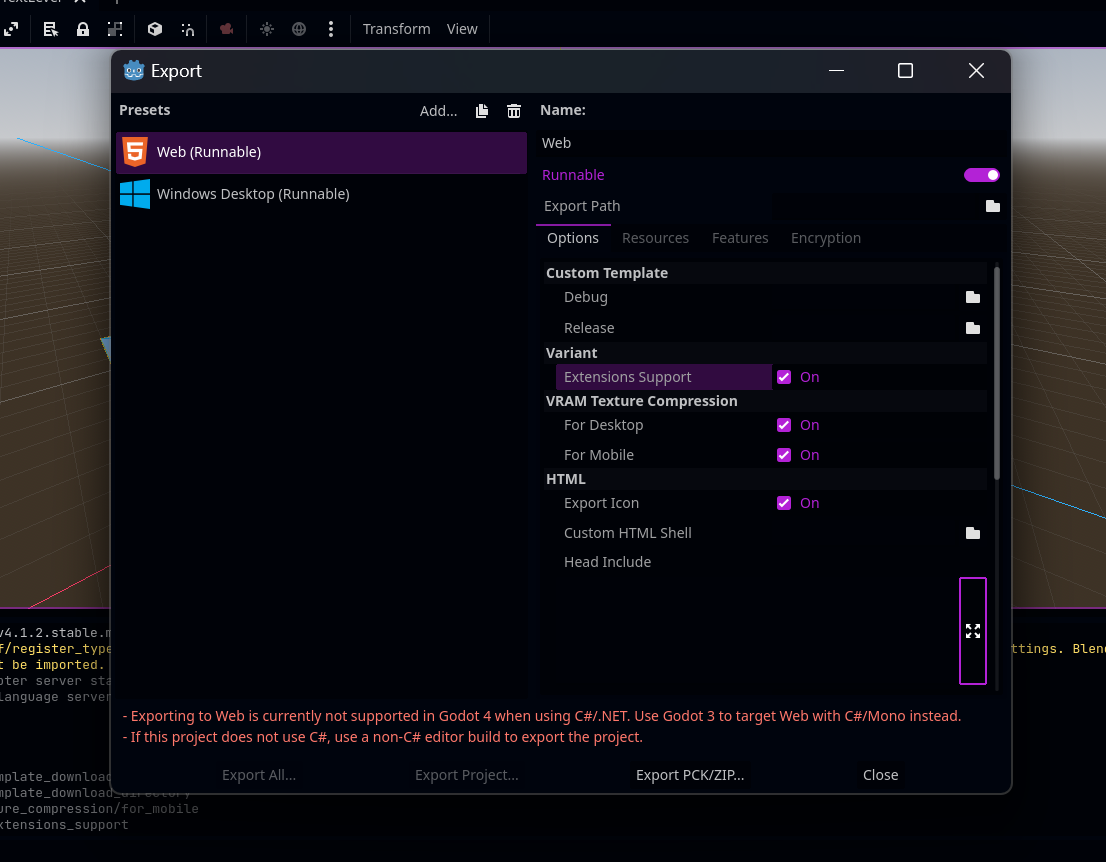 Transform View
Export
Presets
Add...
Name:
Web (Runnable)
Web
Runnable
Windows Desktop (Runnable)
Export Path
Options Resources Features Encryption
Custom Template
Debug
Release
Variant
Extensions Support On
VRAM Texture Compression
For Desktop On
For Mobile On
HTML
Export Icon On
Custom HTML Shell
Head Include
v4.1.2.stable.m
f/register_type
ttings. Blend
t be imported.
pter server sta
language server
- Exporting to Web is currently not supported in Godot 4 when using C#/.NET. Use Godot 3 to target Web with C#/Mono instead.
- If this project does not use C#, use a non-C# editor build to export the project.
Export All... Export Project... Export PCK/ZIP... Close
mplate_download
mplate_download_directory
ure_compression/for_mobile
xtensions_support